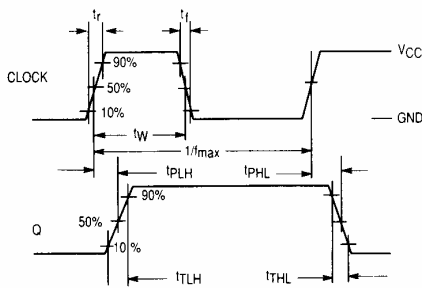 tr
tf
VCC
90%
CLOCK
50%
10%
GND
tW
1/fmax
tPLH
tPHL
90%
Q
50%
10%
tTLH
tTHL